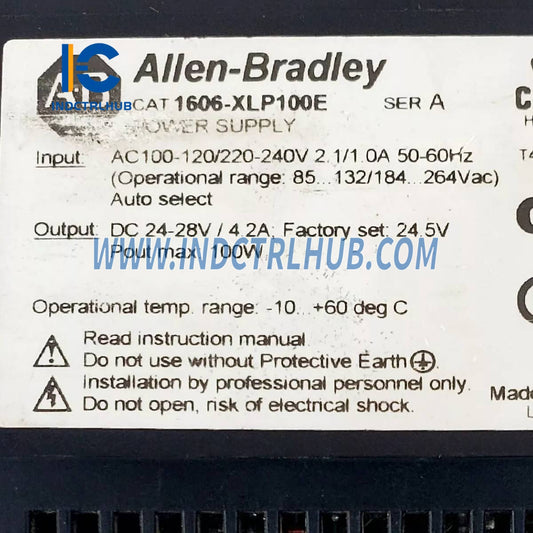 IC
INDCTRLHUB
Allen-Bradley
CAT 1606-XLP100E SER A
POWER SUPPLY
Input: AC100-120/220-240V 2.1/1.0A 50-60Hz
(Operational range: 85...132/184...264Vac)
Auto select
Output: DC 24-28V / 4.2A; Factory set: 24.5V
Pout max. 100W
WWW.INDCTRLHUB.COM
Operational temp. range: -10...+60 deg C
Read instruction manual.
Do not use without Protective Earth
Installation by professional personnel only.
Do not open, risk of electrical shock.
Made